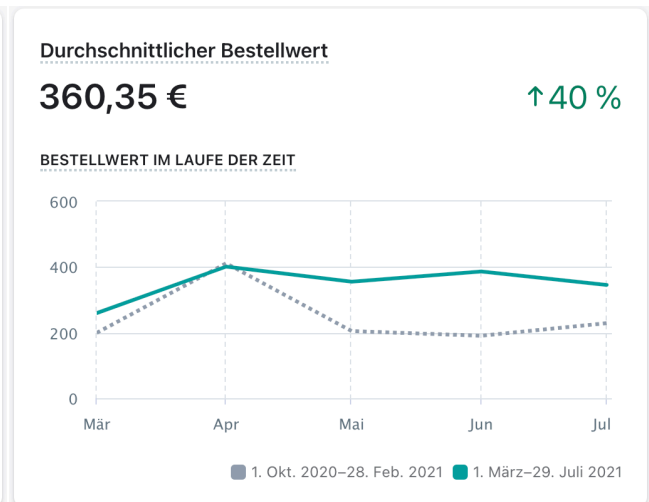 Durchschnittlicher Bestellwert
360,35 € ↑40 %
BESTELLWERT IM LAUFE DER ZEIT
600
400
200
0
Mär Apr Mai Jun Jul
1. Okt. 2020–28. Feb. 2021 1. März–29. Juli 2021